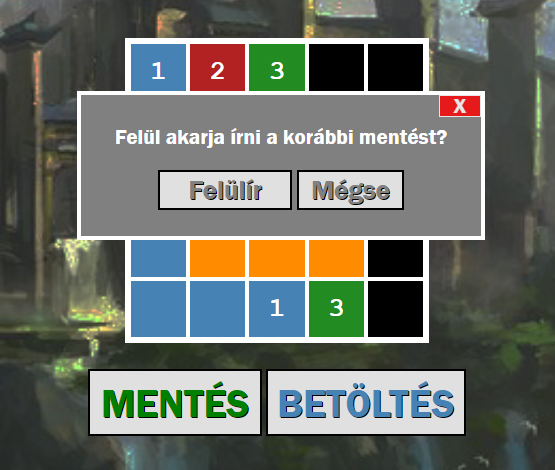 1 2 3
X
Felül akarja írni a korábbi mentést?
Felülír Mégse
1 3
MENTÉS BETÖLTÉS